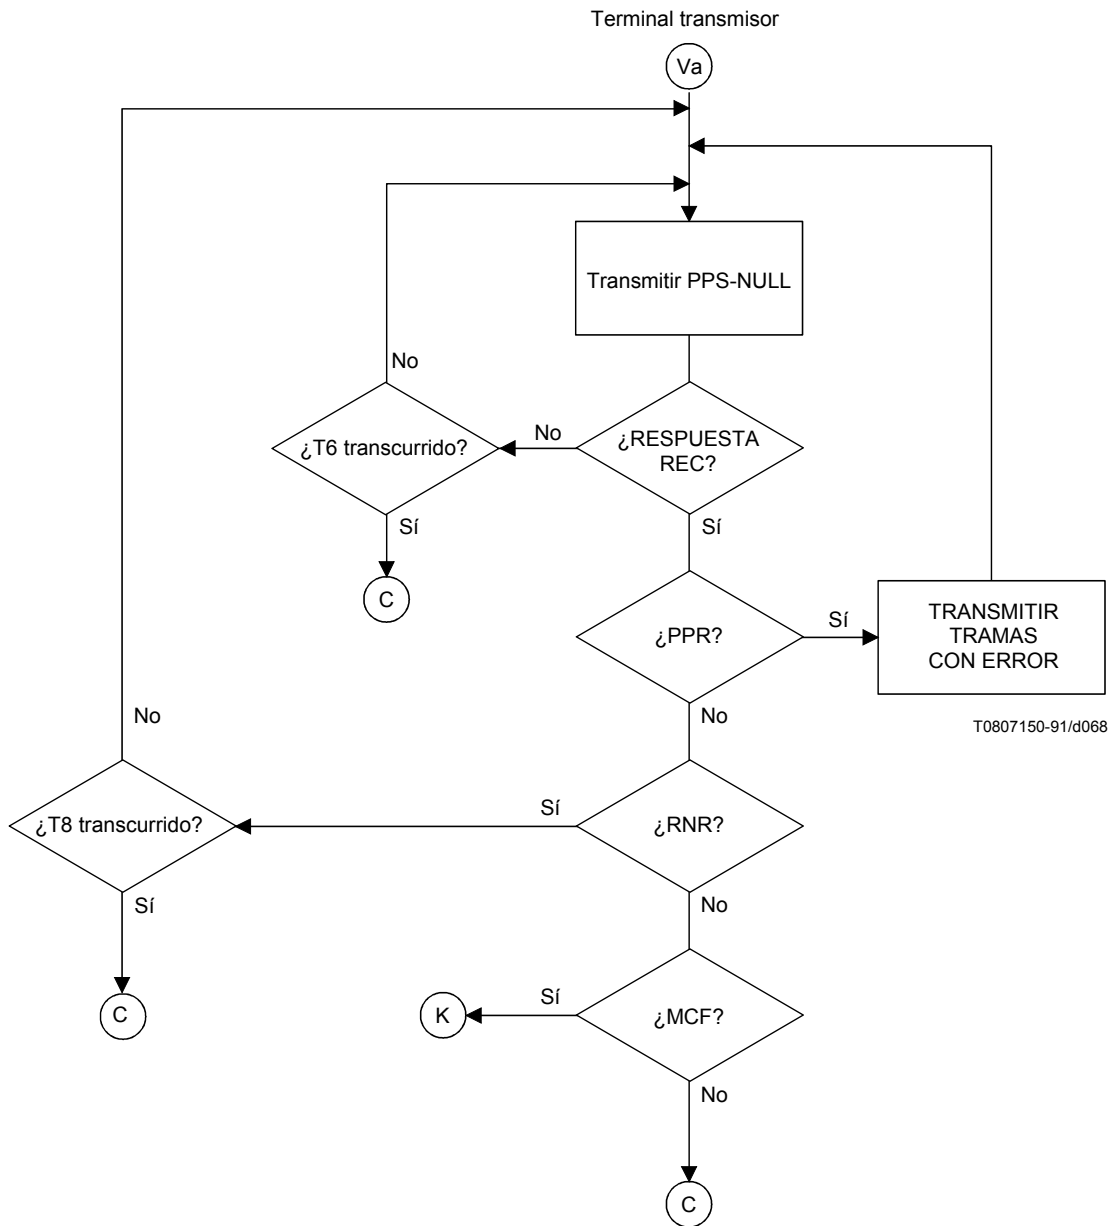 Terminal transmisor
Va
Transmitir PPS-NULL
No
¿T6 transcurrido?
No
¿RESPUESTA
REC?
Sí
Sí
C
¿PPR?
Sí
TRANSMITIR
TRAMAS
CON ERROR
No
T0807150-91/d068
No
¿T8 transcurrido?
Sí
¿RNR?
Sí
No
C
K
Sí
¿MCF?
No
C